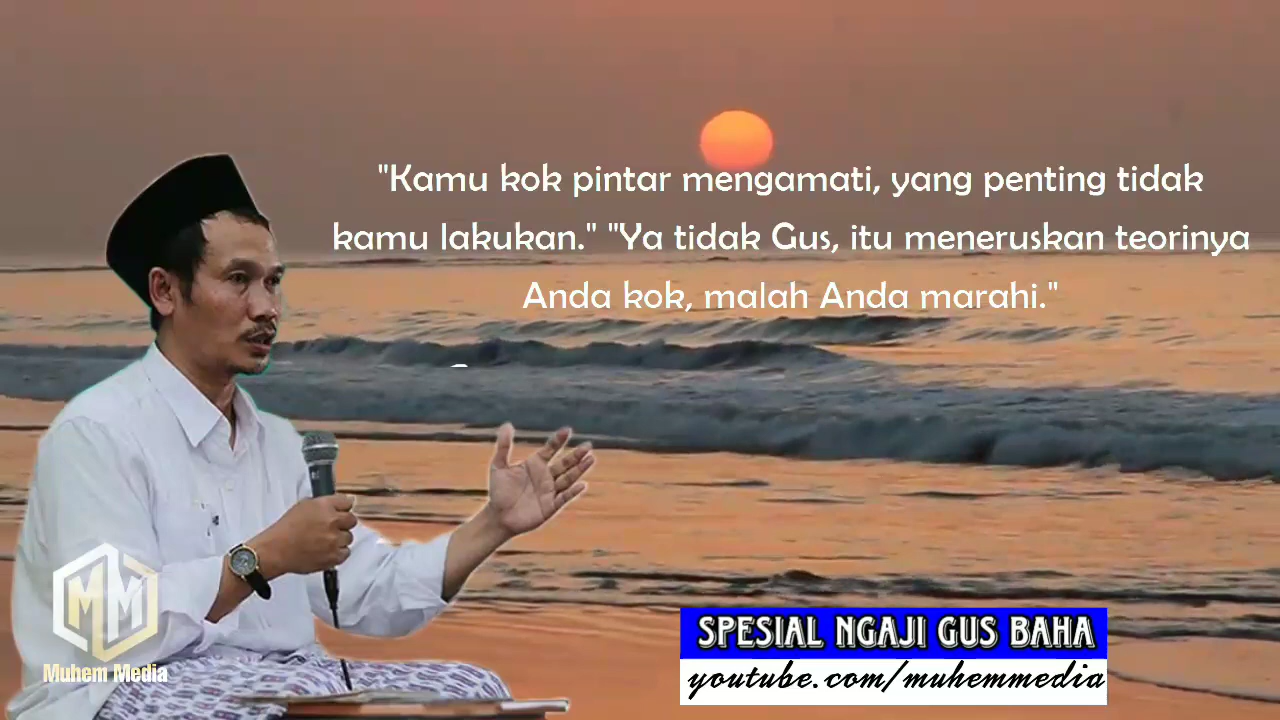 "Kamu kok pintar mengamati, yang penting tidak
kamu lakukan." "Ya tidak Gus, itu meneruskan teorinya
Anda kok, malah Anda marahi."
MM
Muhem Media
SPESIAL NGAJI GUS BAHA
youtube.com/muhemmedia